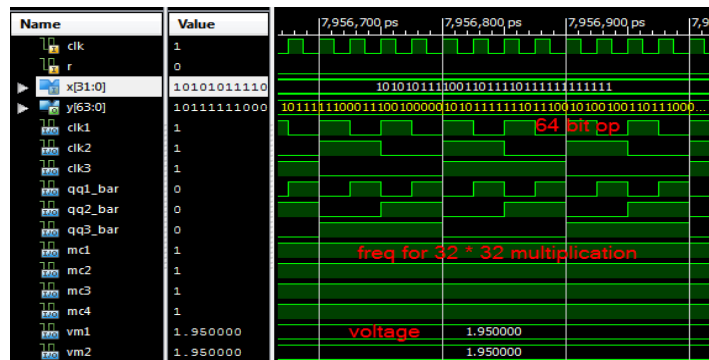 Name Value 7,956,700 ps 7,956,800 ps 7,956,900 ps 7,9
clk 1
r 0
x[31:0] 10101011110 10101011110011011110111111111111
y[63:0] 10111111000
clk1 1 64 bit op
clk2 1
clk3 1
qq1_bar 0
qq2_bar 0
qq3_bar 0
mc1 1 freq for 32 * 32 multiplication
mc2 1
mc3 1
mc4 1
vm1 1.950000 voltage 1.950000
vm2 1.950000 1.950000